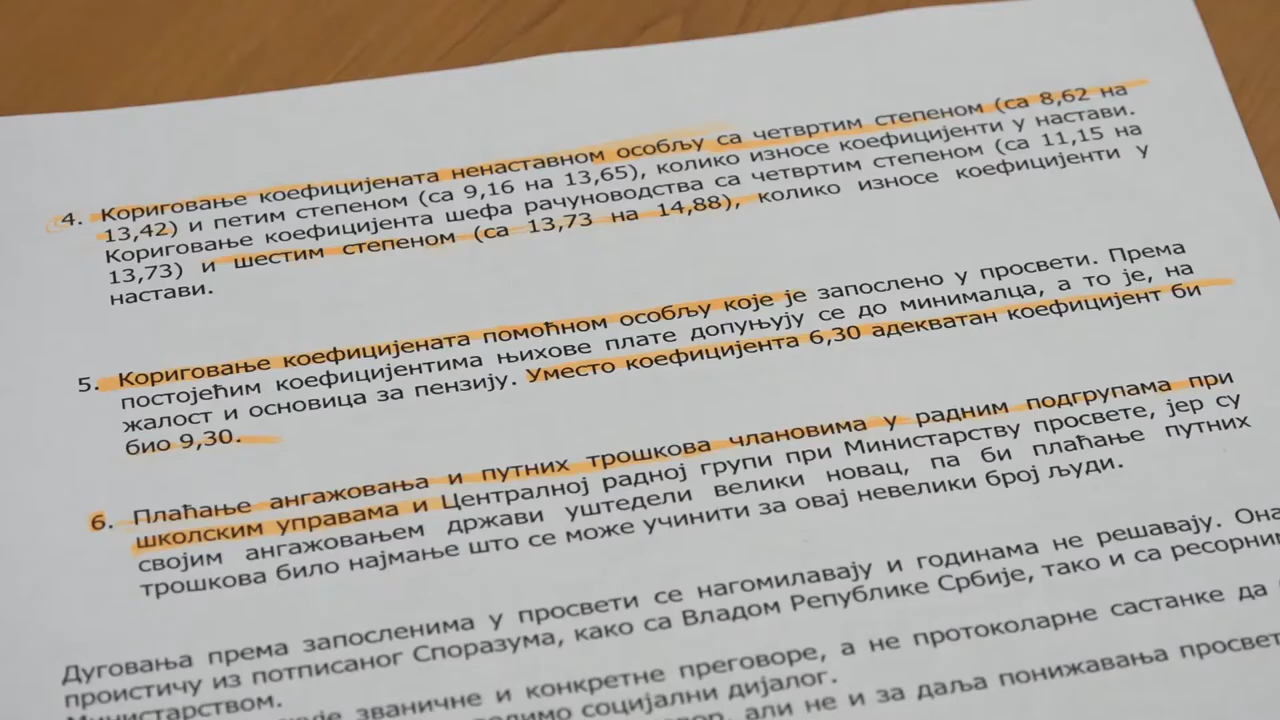 4. Кориговање коефицијената ненаставном особљу са четвртим степеном (са 8,62 на
13,42) и петим степеном (са 9,16 на 13,65), колико износе коефицијенти у настави.
Кориговање коефицијента шефа рачуноводства са четвртим степеном (са 11,15 на
13,73) и шестим степеном (са 13,73 на 14,88), колико износе коефицијенти у
настави.
5. Кориговање коефицијената помоћном особљу које је запослено у просвети. Према
постојећим коефицијентима њихове плате допуњују се до минималца, а то је, на
жалост и основица за пензију. Уместо коефицијента 6,30 адекватан коефицијент би
био 9,30.
6. Плаћање ангажовања и путних трошкова члановима у радним подгрупама при
школским управама и Централној радној групи при Министарству просвете, јер су
својим ангажовањем држави уштедели велики новац, па би плаћање путних
трошкова било најмање што се може учинити за овај невелики број људи.
Дуговања према запосленима у просвети се нагомилавају и годинама не решавају. Она
проистичу из потписаног Споразума, како са Владом Републике Србије, тако и са ресорним
Министарством.
званичне и конкретне преговоре, а не протоколарне састанке да
социјални дијалог.
али не и за даља понижавања просвет